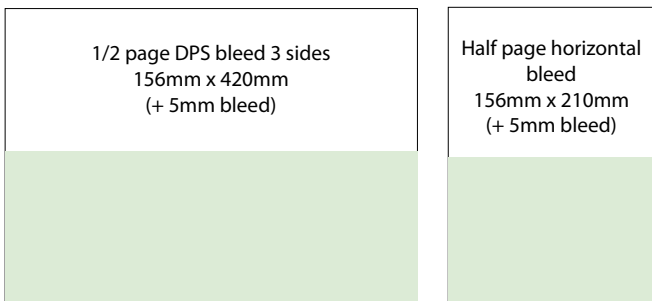 1/2 page DPS bleed 3 sides
156mm x 420mm
(+ 5mm bleed)
Half page horizontal
bleed
156mm x 210mm
(+ 5mm bleed)